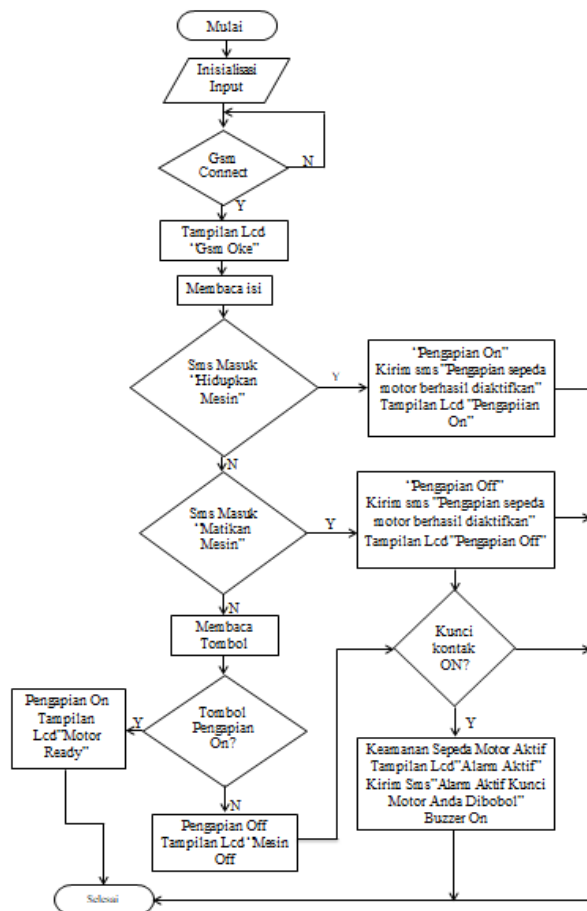 Mulai
Inisialisasi
Input
Gsm
Connect
N
Y
Tampilan Lcd
“Gsm Oke”
Membaca isi
Sms Masuk
“Hidupkan
Mesin”
Y
“Pengapian On”
Kirim sms”Pengapian sepeda
motor berhasil diaktifkan”
Tampilan Lcd”Pengapiian
On”
N
Sms Masuk
“Matikan
Mesin”
Y
“Pengapian Off”
Kirim sms”Pengapian sepeda
motor berhasil diaktifkan”
Tampilan Lcd”Pengapian Off”
N
Membaca
Tombol
Kunci
kontak
ON?
Tombol
Pengapian
On?
Y
Pengapian On
Tampilan
Lcd”Motor
Ready”
Y
Keamanan Sepeda Motor Aktif
Tampilan Lcd”Alarm Aktif”
Kirim Sms”Alarm Aktif Kunci
Motor Anda Dibobol”
Buzzer On
N
Pengapian Off
Tampilan Lcd“Mesin
Off
Selesai